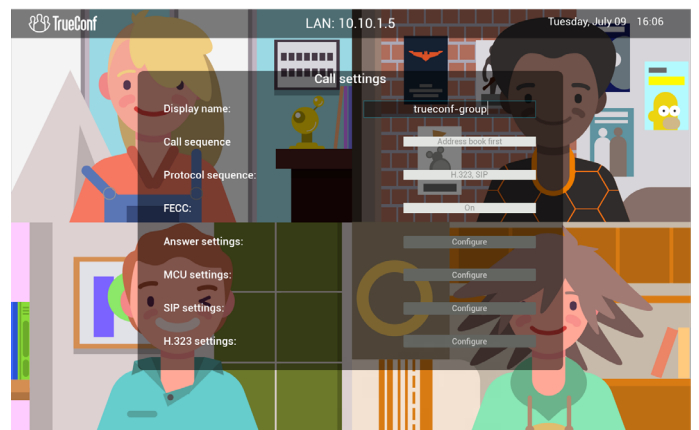 TrueConf
LAN: 10.10.1.5
Tuesday, July 09 16:06
Call settings
Display name: trueconf-group
Call sequence Address book first
Protocol sequence: H.323, SIP
FECC: On
Answer settings: Configure
MCU settings: Configure
SIP settings: Configure
H.323 settings: Configure